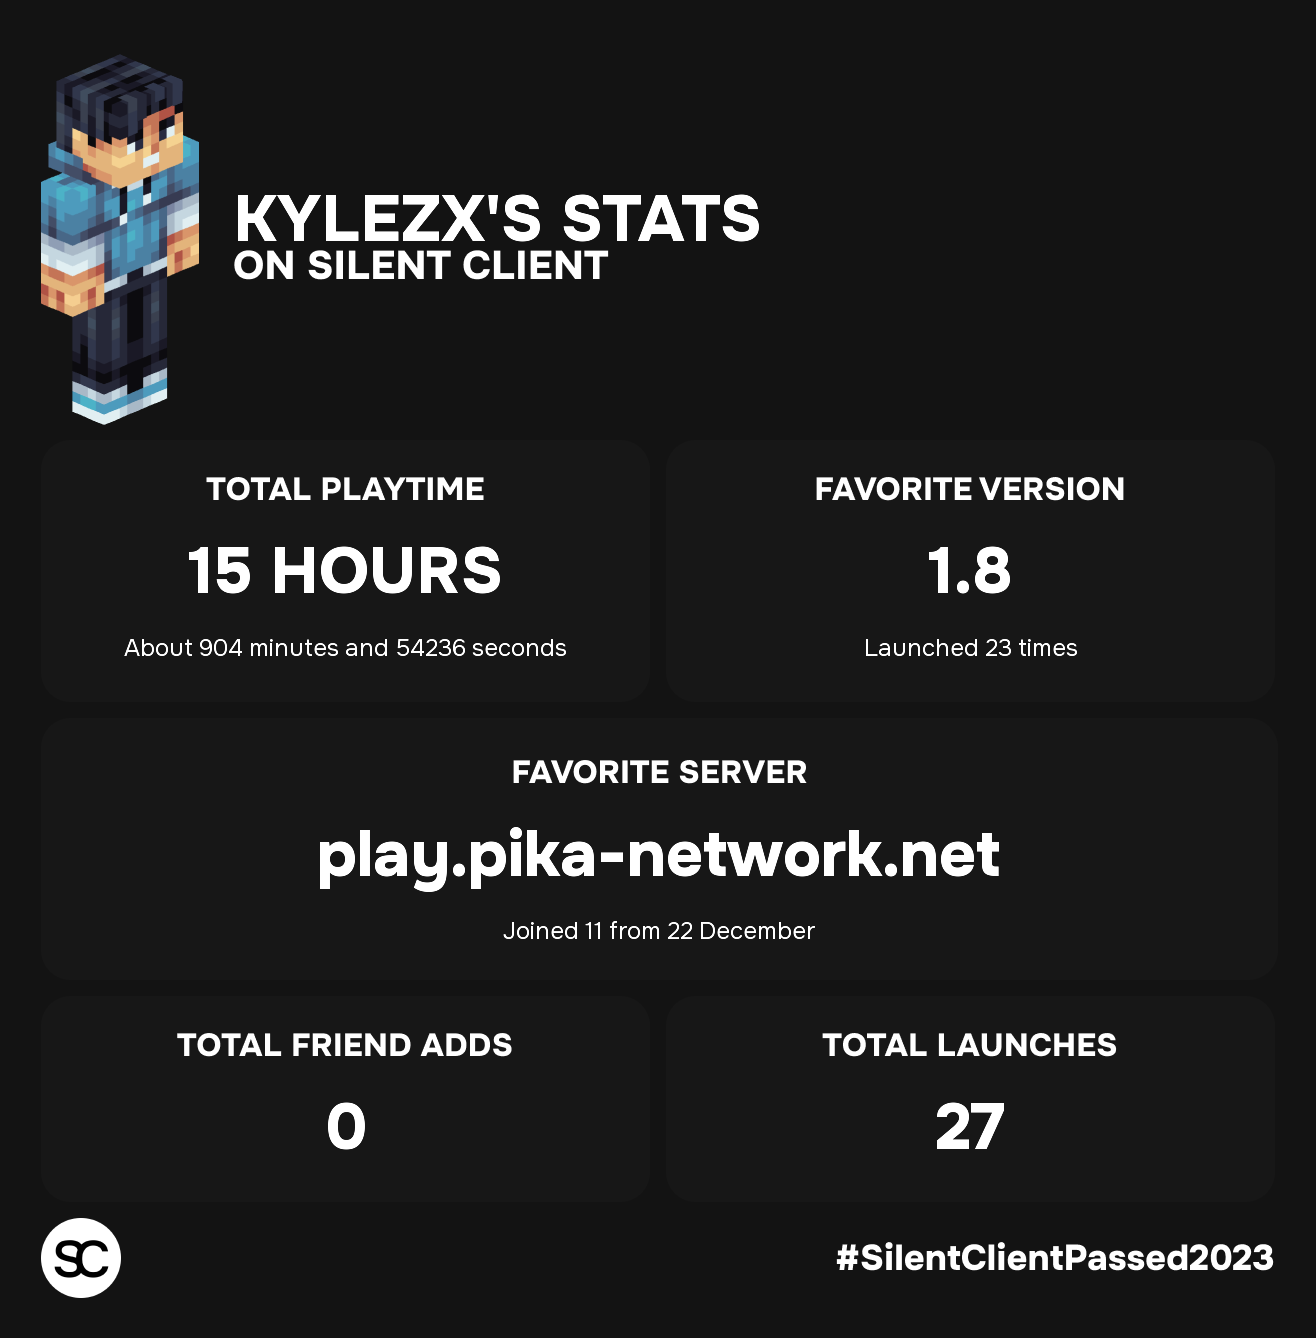 KYLEZX'S STATS
ON SILENT CLIENT
TOTAL PLAYTIME
15 HOURS
About 904 minutes and 54236 seconds
FAVORITE VERSION
1.8
Launched 23 times
FAVORITE SERVER
play.pika-network.net
Joined 11 from 22 December
TOTAL FRIEND ADDS
0
TOTAL LAUNCHES
27
SC
#SilentClientPassed2023